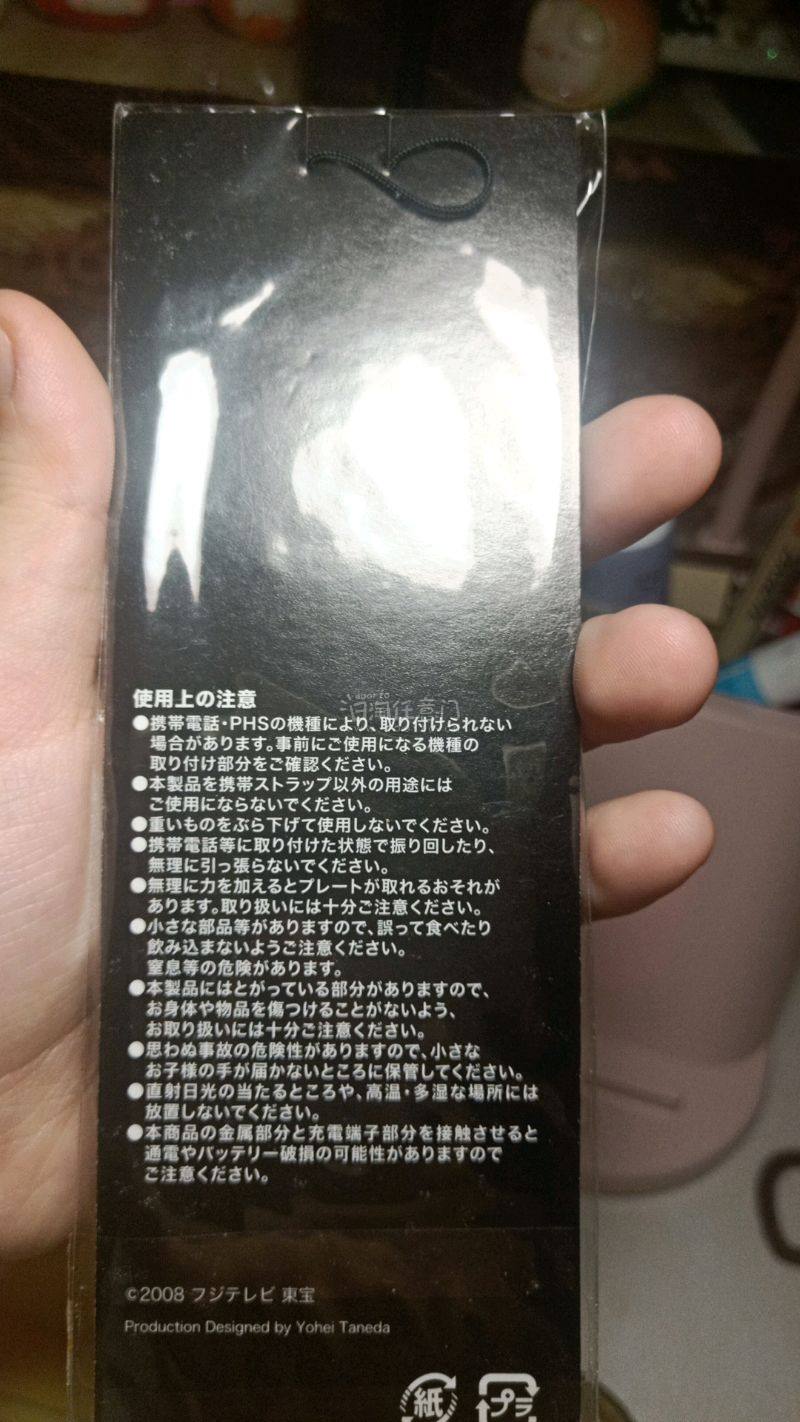 使用上の注意
●携帯電話・PHSの機種により、取り付けられない
場合があります。事前にご使用になる機種の
取り付け部分をご確認ください。
●本製品を携帯ストラップ以外の用途には
ご使用にならないでください。
●重いものをぶら下げて使用しないでください。
●携帯電話等に取り付けた状態で振り回したり、
無理に引っ張らないでください。
●無理に力を加えるとプレートが取れるおそれが
あります。取り扱いには十分ご注意ください。
●小さな部品等がありますので、誤って食べたり
飲み込まないようご注意ください。
窒息等の危険があります。
●本製品にはとがっている部分がありますので、
お身体や物品を傷つけることがないよう、
お取り扱いには十分ご注意ください。
●思わぬ事故の危険性がありますので、小さな
お子様の手が届かないところに保管してください。
●直射日光の当たるところや、高温・多湿な場所には
放置しないでください。
●本商品の金属部分と充電端子部分を接触させると
通電やバッテリー破損の可能性がありますので
ご注意ください。
©2008 フジテレビ 東宝
Production Designed by Yohei Taneda
紙 プラ